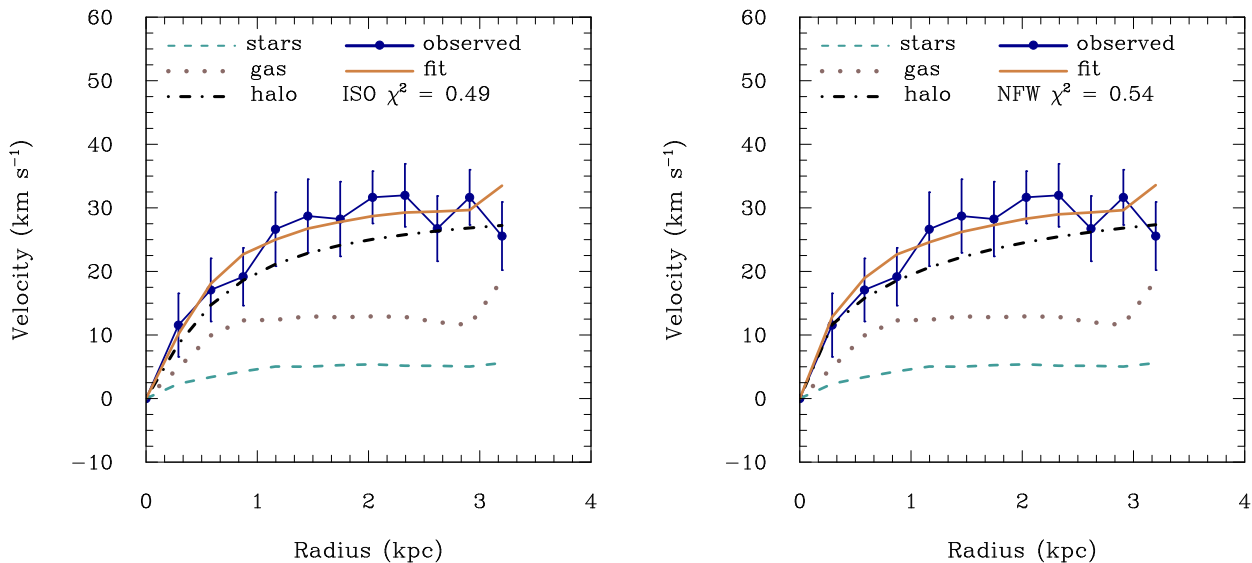 60
50
40
30
20
10
0
−10
0 1 2 3 4
Velocity (km s⁻¹)
Radius (kpc)
stars observed
gas fit
halo ISO χ² = 0.49
60
50
40
30
20
10
0
−10
0 1 2 3 4
Velocity (km s⁻¹)
Radius (kpc)
stars observed
gas fit
halo NFW χ² = 0.54